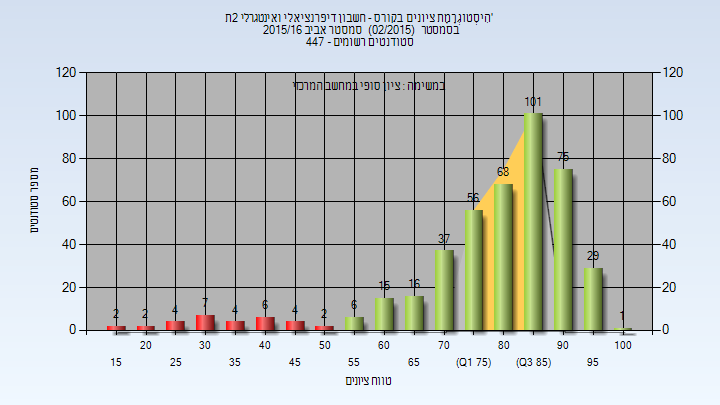 'היסטוגרמת ציונים בקורס - חשבון דיפרנציאלי ואינטגרלי 2ת
בסמסטר (02/2015) סמסטר אביב 2015/16
סטודנטים רשומים - 447
במשימה : ציון סופי במחשב המרכזי
120 120
100 100
80 80
60 60
40 40
20 20
0 0
מספר סטודנטים
2 2 4 7 4 6 4 2 6 15 16 37 56 68 101 75 29 1
20 30 40 50 60 70 80 90 100
15 25 35 45 55 65 (Q1 75) (Q3 85) 95
טווח ציונים